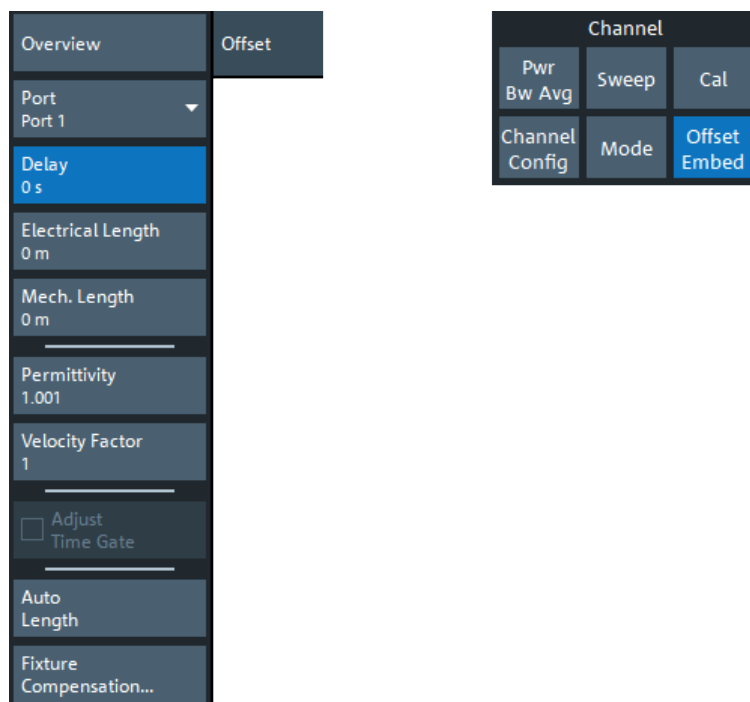 Overview
Offset
Port
Port 1
Delay
0 s
Electrical Length
0 m
Mech. Length
0 m
Permittivity
1.001
Velocity Factor
1
Adjust
Time Gate
Auto
Length
Fixture
Compensation...
Channel
Pwr
Bw Avg
Sweep
Cal
Channel
Config
Mode
Offset
Embed